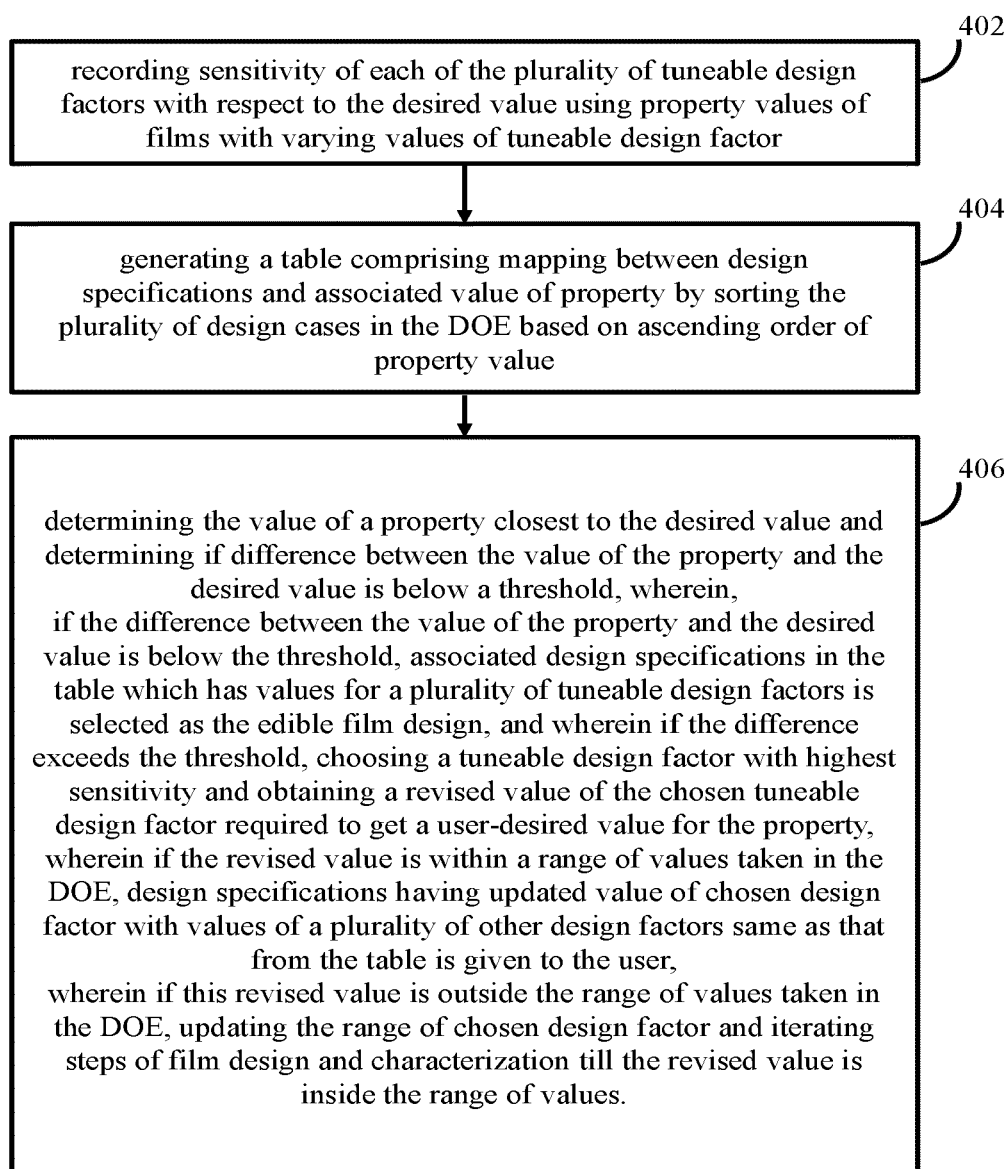 402
recording sensitivity of each of the plurality of tuneable design
factors with respect to the desired value using property values of
films with varying values of tuneable design factor
404
generating a table comprising mapping between design
specifications and associated value of property by sorting the
plurality of design cases in the DOE based on ascending order of
property value
406
determining the value of a property closest to the desired value and
determining if difference between the value of the property and the
desired value is below a threshold, wherein,
if the difference between the value of the property and the desired
value is below the threshold, associated design specifications in the
table which has values for a plurality of tuneable design factors is
selected as the edible film design, and wherein if the difference
exceeds the threshold, choosing a tuneable design factor with highest
sensitivity and obtaining a revised value of the chosen tuneable
design factor required to get a user-desired value for the property,
wherein if the revised value is within a range of values taken in the
DOE, design specifications having updated value of chosen design
factor with values of a plurality of other design factors same as that
from the table is given to the user,
wherein if this revised value is outside the range of values taken in
the DOE, updating the range of chosen design factor and iterating
steps of film design and characterization till the revised value is
inside the range of values.